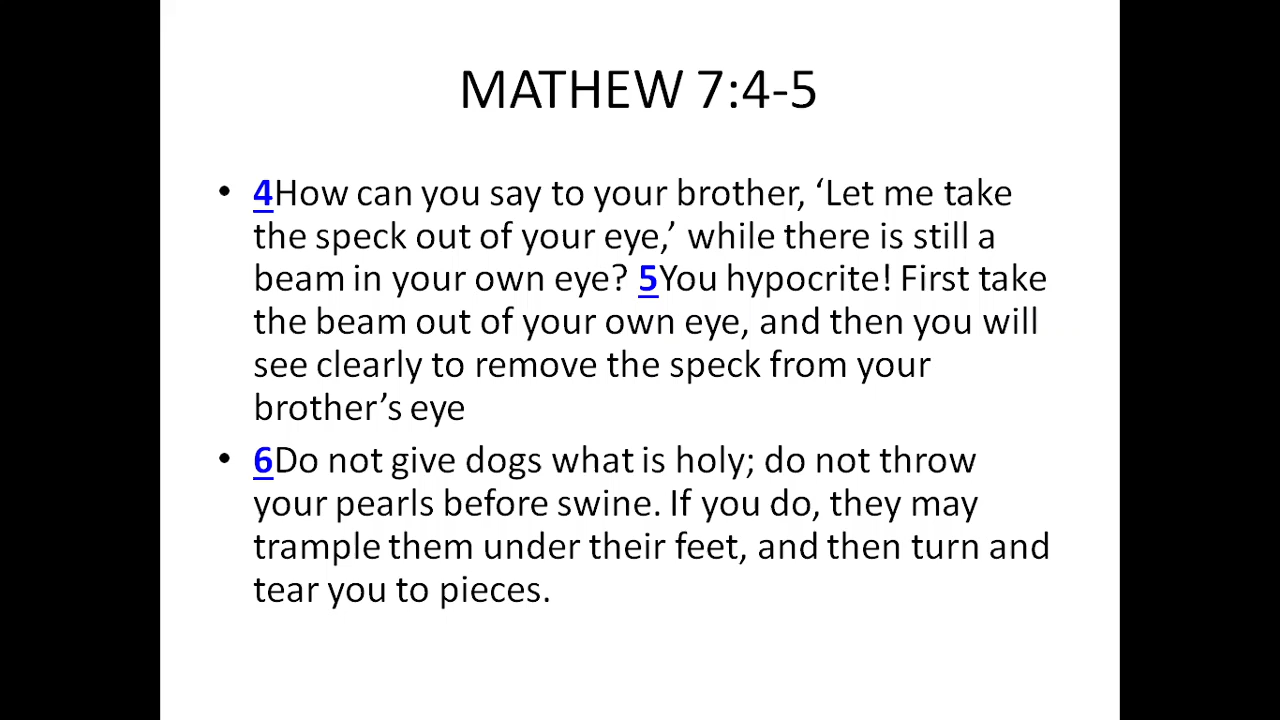 MATHEW 7:4-5
• 4How can you say to your brother, ‘Let me take
the speck out of your eye,’ while there is still a
beam in your own eye? 5You hypocrite! First take
the beam out of your own eye, and then you will
see clearly to remove the speck from your
brother’s eye
• 6Do not give dogs what is holy; do not throw
your pearls before swine. If you do, they may
trample them under their feet, and then turn and
tear you to pieces.